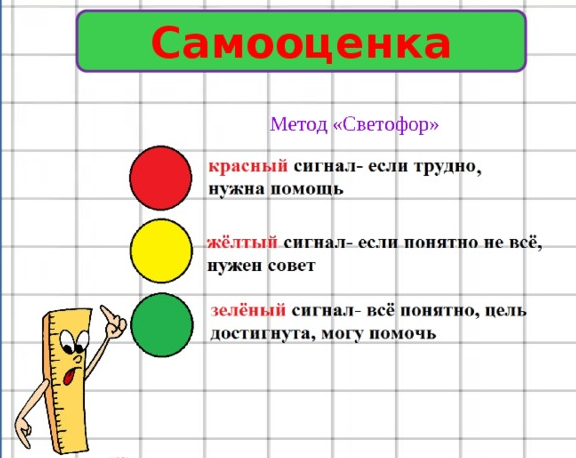 Самооценка
Метод «Светофор»
красный сигнал- если трудно,
нужна помощь
жёлтый сигнал- если понятно не всё,
нужен совет
зелёный сигнал- всё понятно, цель
достигнута, могу помочь